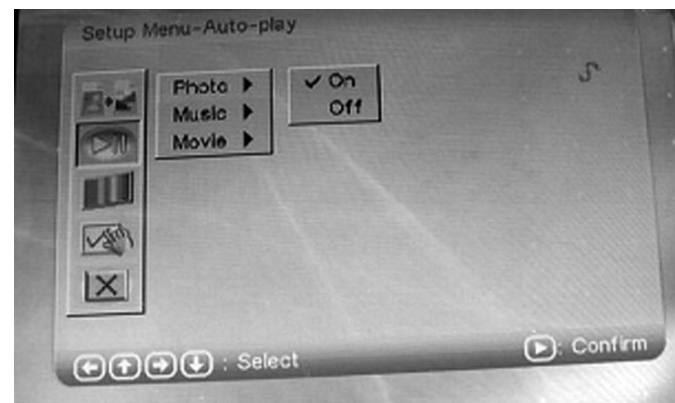 Setup Menu-Auto-play
Photo
Music
Movie
On
Off
: Select
: Confirm